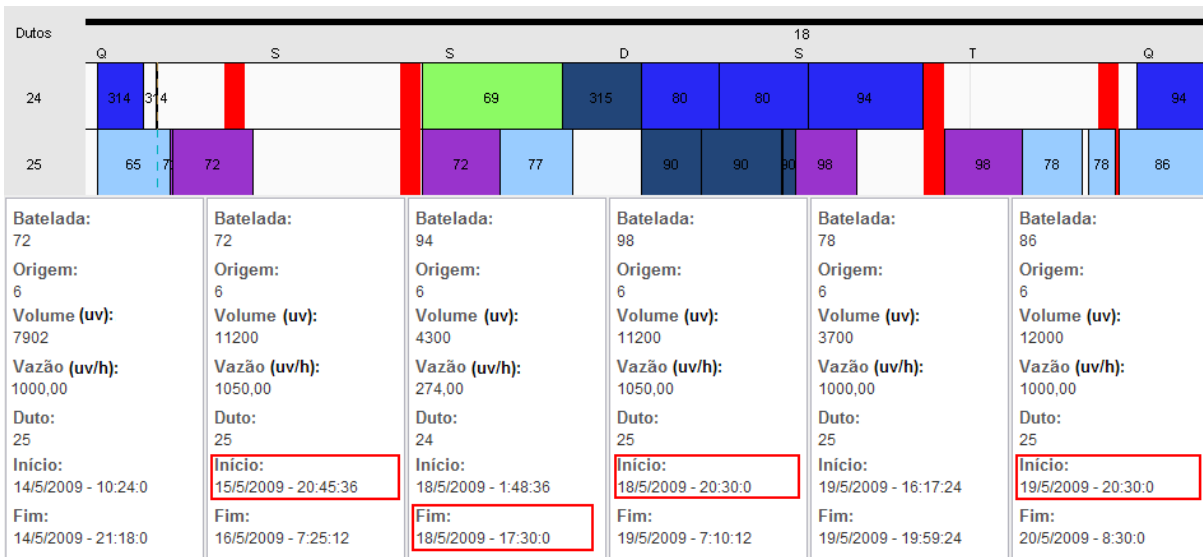 Dutos
18
Q S S D S T Q
24 314 314 69 315 80 80 94 94
25 65 72 72 77 90 90 90 98 98 78 78 86
Batelada: Batelada: Batelada: Batelada: Batelada: Batelada:
72 72 94 98 78 86
Origem: Origem: Origem: Origem: Origem: Origem:
6 6 6 6 6 6
Volume (uv): Volume (uv): Volume (uv): Volume (uv): Volume (uv): Volume (uv):
7902 11200 4300 11200 3700 12000
Vazão (uv/h): Vazão (uv/h): Vazão (uv/h): Vazão (uv/h): Vazão (uv/h): Vazão (uv/h):
1000,00 1050,00 274,00 1050,00 1000,00 1000,00
Duto: Duto: Duto: Duto: Duto: Duto:
25 25 24 25 25 25
Início: Início: Início: Início: Início: Início:
14/5/2009 - 10:24:0 15/5/2009 - 20:45:36 18/5/2009 - 1:48:36 18/5/2009 - 20:30:0 19/5/2009 - 16:17:24 19/5/2009 - 20:30:0
Fim: Fim: Fim: Fim: Fim: Fim:
14/5/2009 - 21:18:0 16/5/2009 - 7:25:12 18/5/2009 - 17:30:0 19/5/2009 - 7:10:12 19/5/2009 - 19:59:24 20/5/2009 - 8:30:0